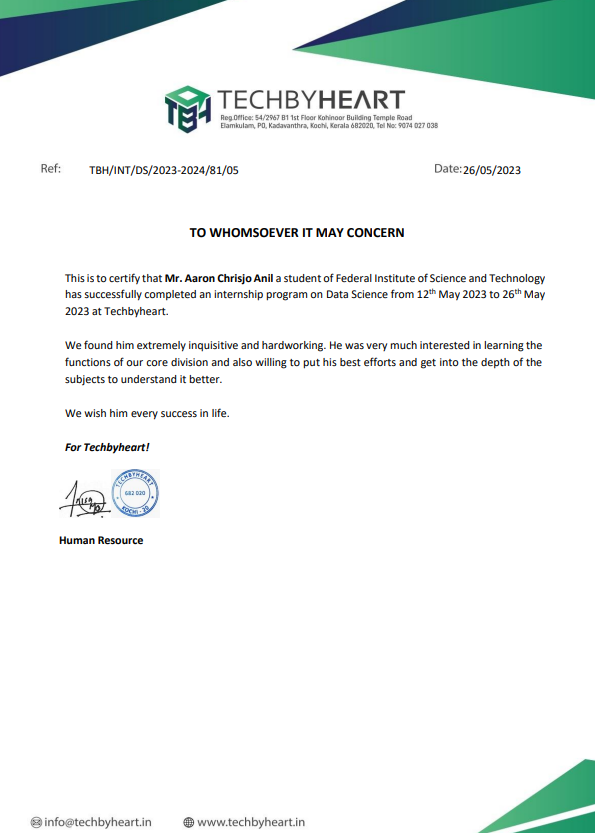 TECHBYHEART
Reg.Office: 54/2967 B1 1st Floor Kohinoor Building Temple Road
Elamkulam, PO, Kadavanthra, Kochi, Kerala 682020, Tel No: 9074 027 038
Ref: TBH/INT/DS/2023-2024/81/05 Date:26/05/2023
TO WHOMSOEVER IT MAY CONCERN
This is to certify that Mr. Aaron Chrisjo Anil a student of Federal Institute of Science and Technology
has successfully completed an internship program on Data Science from 12th May 2023 to 26th May
2023 at Techbyheart.
We found him extremely inquisitive and hardworking. He was very much interested in learning the
functions of our core division and also willing to put his best efforts and get into the depth of the
subjects to understand it better.
We wish him every success in life.
For Techbyheart!
TECHBYHEART
682 020
KOCHI - 20
Human Resource
info@techbyheart.in www.techbyheart.in